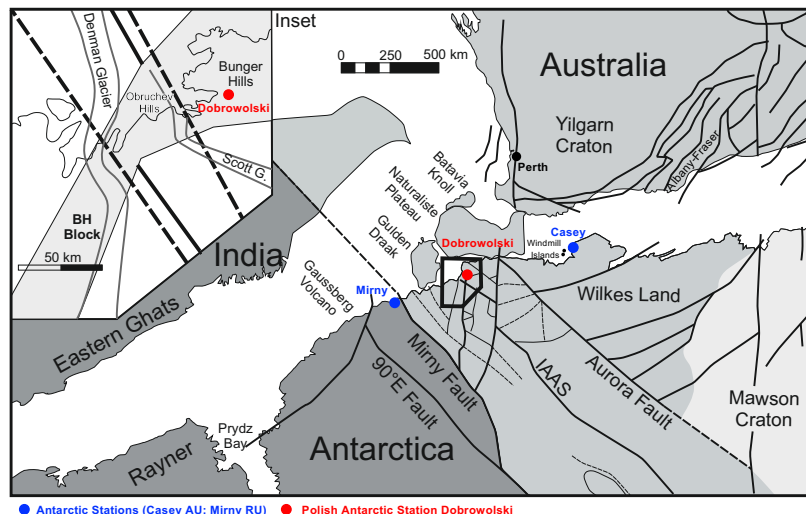 Inset
0 250 500 km
Denman Glacier
Bunger
Hills
Obruchev
Hills
Dobrowolski
Scott G.
BH
Block
50 km
Australia
Yilgarn
Craton
Albany-Fraser
Perth
Batavia
Knoll
Naturaliste
Plateau
Gulden
Draak
Dobrowolski
Casey
Windmill
Islands
India
Gaussberg
Volcano
Mirny
Wilkes Land
Eastern Ghats
Mirny Fault
90°E Fault
IAAS
Aurora Fault
Mawson
Craton
Prydz
Bay
Rayner
Antarctica
Antarctic Stations (Casey AU; Mirny RU)
Polish Antarctic Station Dobrowolski